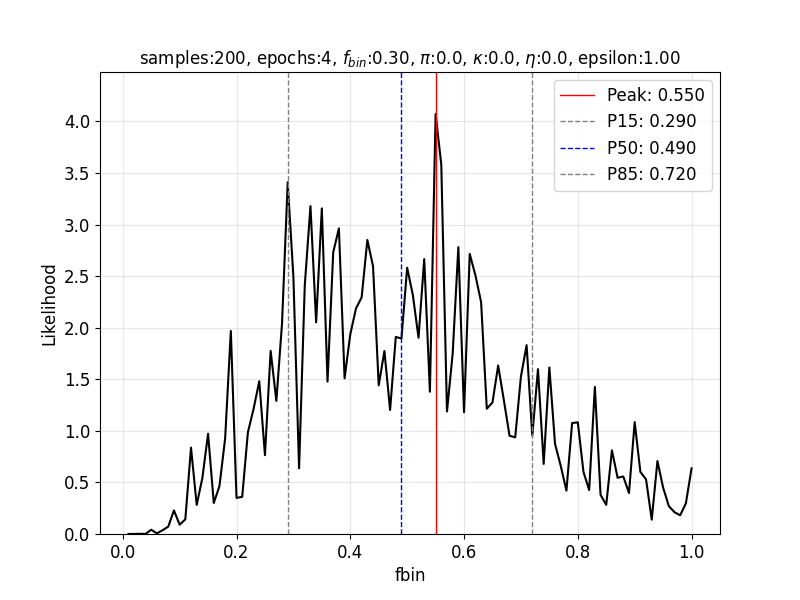 samples:200, epochs:4, f_bin:0.30, π:0.0, κ:0.0, η:0.0, epsilon:1.00
Peak: 0.550
P15: 0.290
P50: 0.490
P85: 0.720
Likelihood
4.0
3.5
3.0
2.5
2.0
1.5
1.0
0.5
0.0
0.0 0.2 0.4 0.6 0.8 1.0
fbin